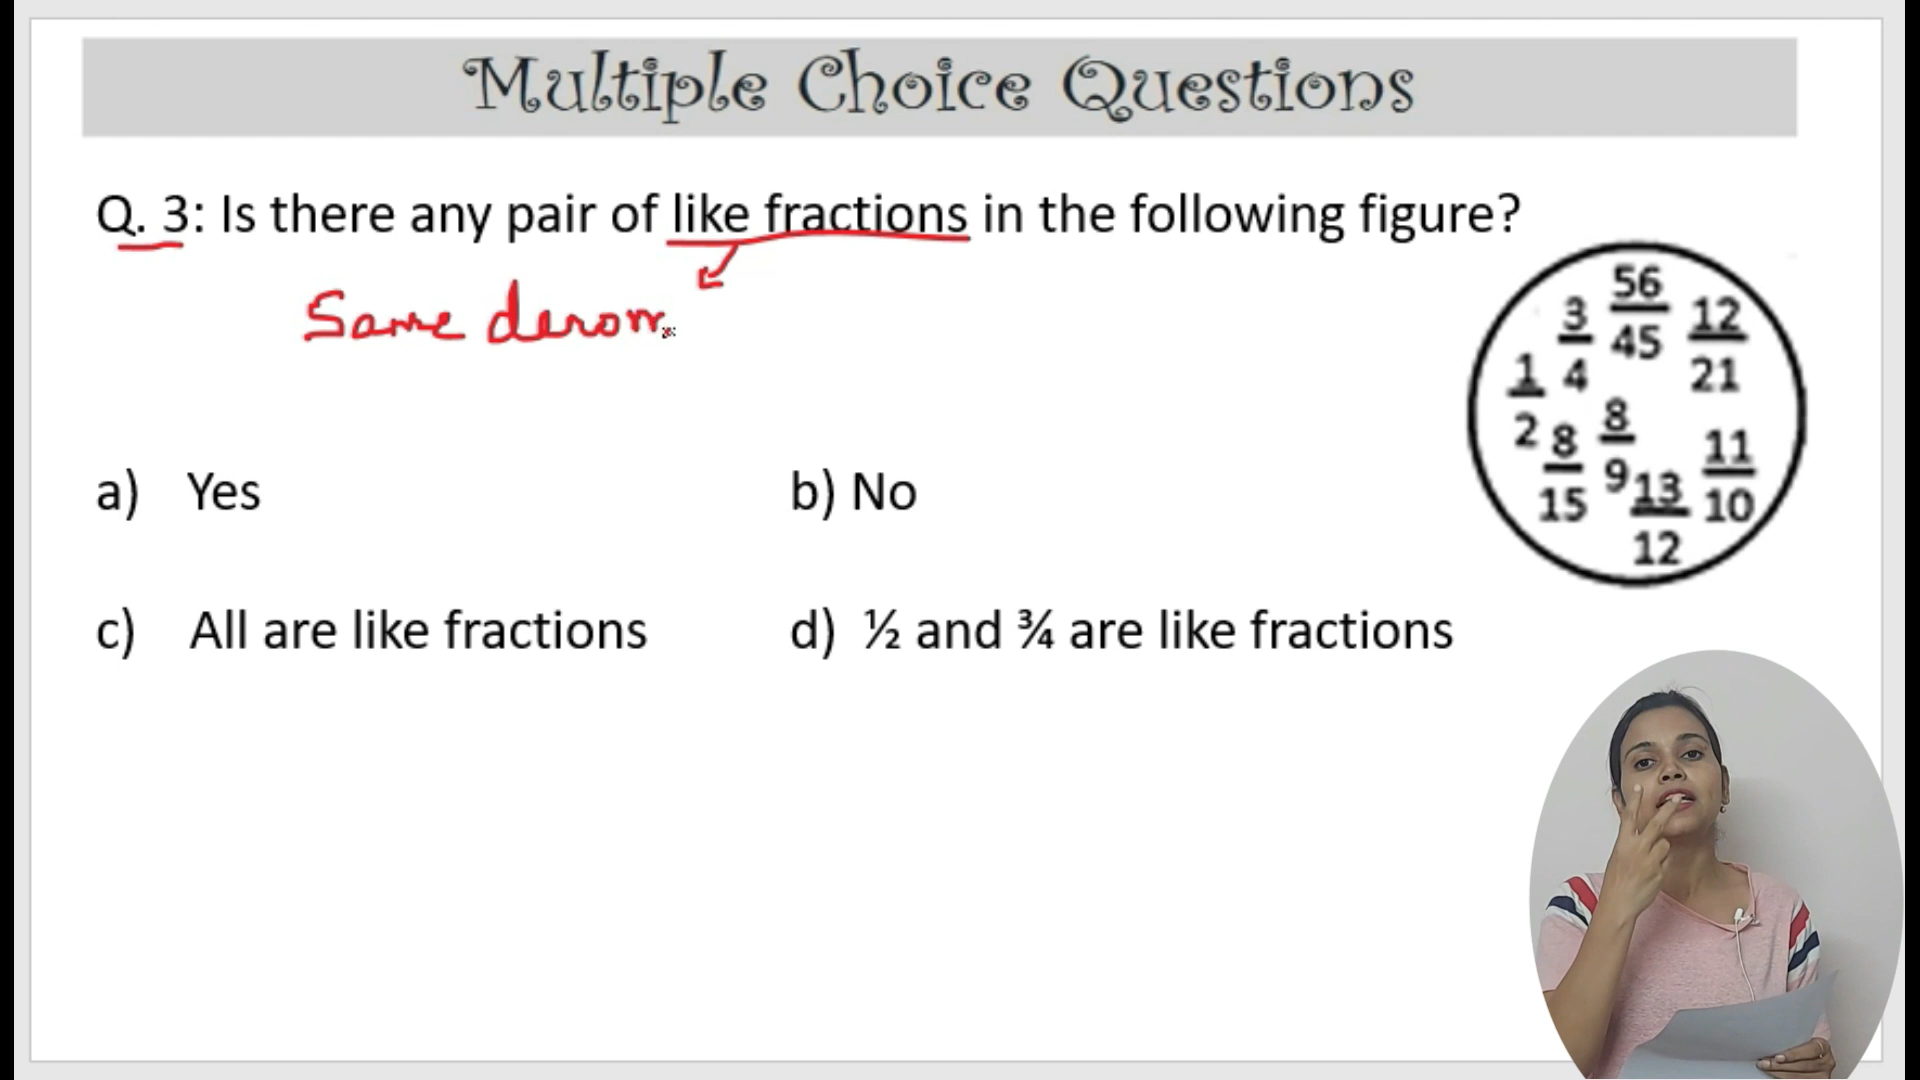 Multiple Choice Questions
Q. 3: Is there any pair of like fractions in the following figure?
Same denom
56/45
3/4
12/21
1/2
8/9
8/15
11/10
13/12
a) Yes
b) No
c) All are like fractions
d) ½ and ¾ are like fractions